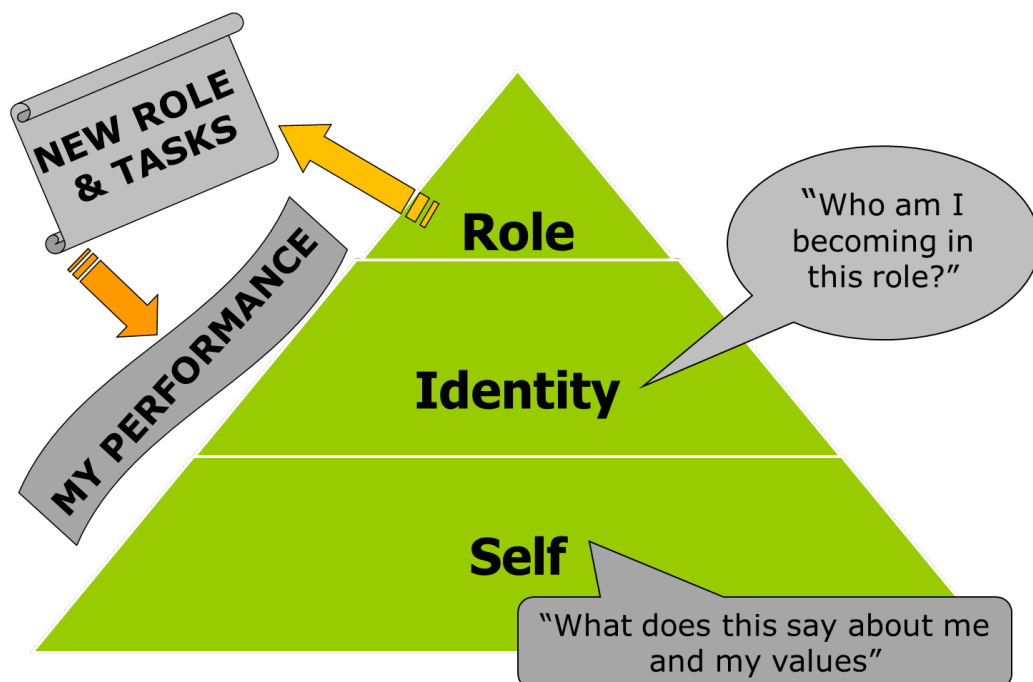 NEW ROLE
& TASKS
MY PERFORMANCE
Role
Identity
Self
“Who am I
becoming in
this role?”
“What does this say about me
and my values”